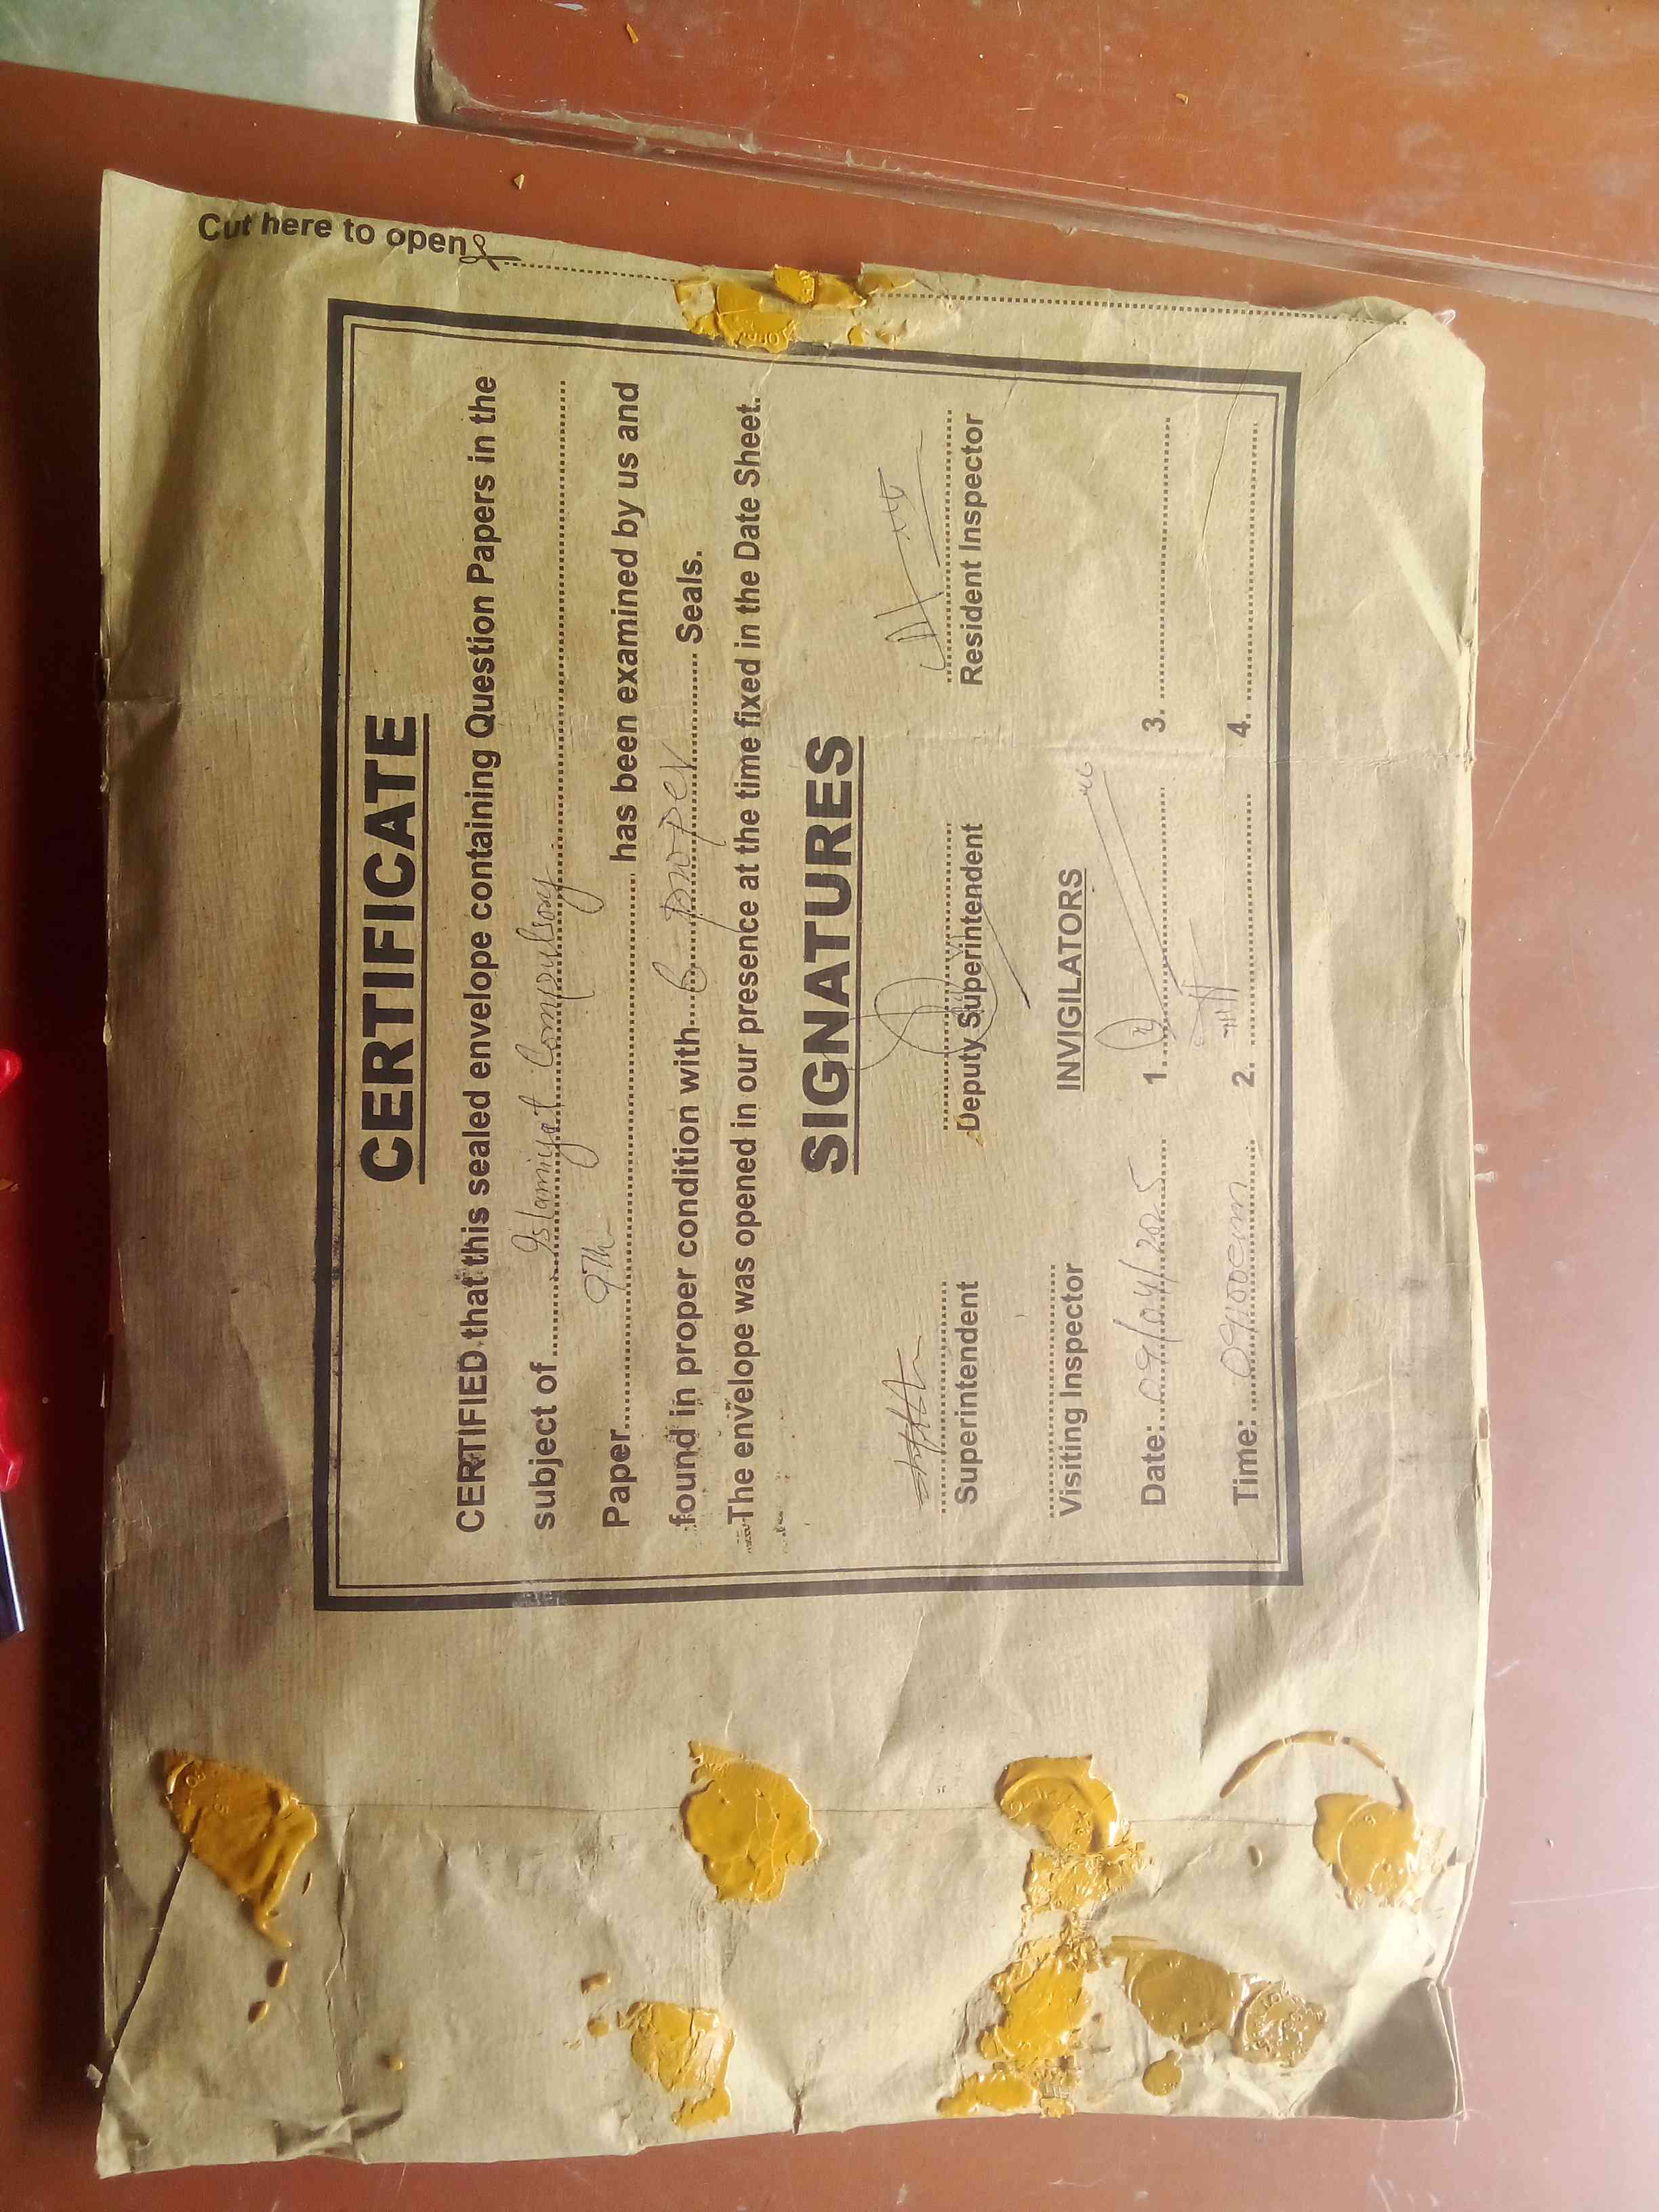 Cut here to open
CERTIFICATE
CERTIFIED that this sealed envelope containing Question Papers in the
subject of Islamiyat Compulsory
Paper 9Th has been examined by us and
found in proper condition with 6 proper Seals.
The envelope was opened in our presence at the time fixed in the Date Sheet.
SIGNATURES
Superintendent Deputy Superintendent Resident Inspector
Visiting Inspector INVIGILATORS
Date: 09/04/2025 1. 3.
Time: 2. 4.